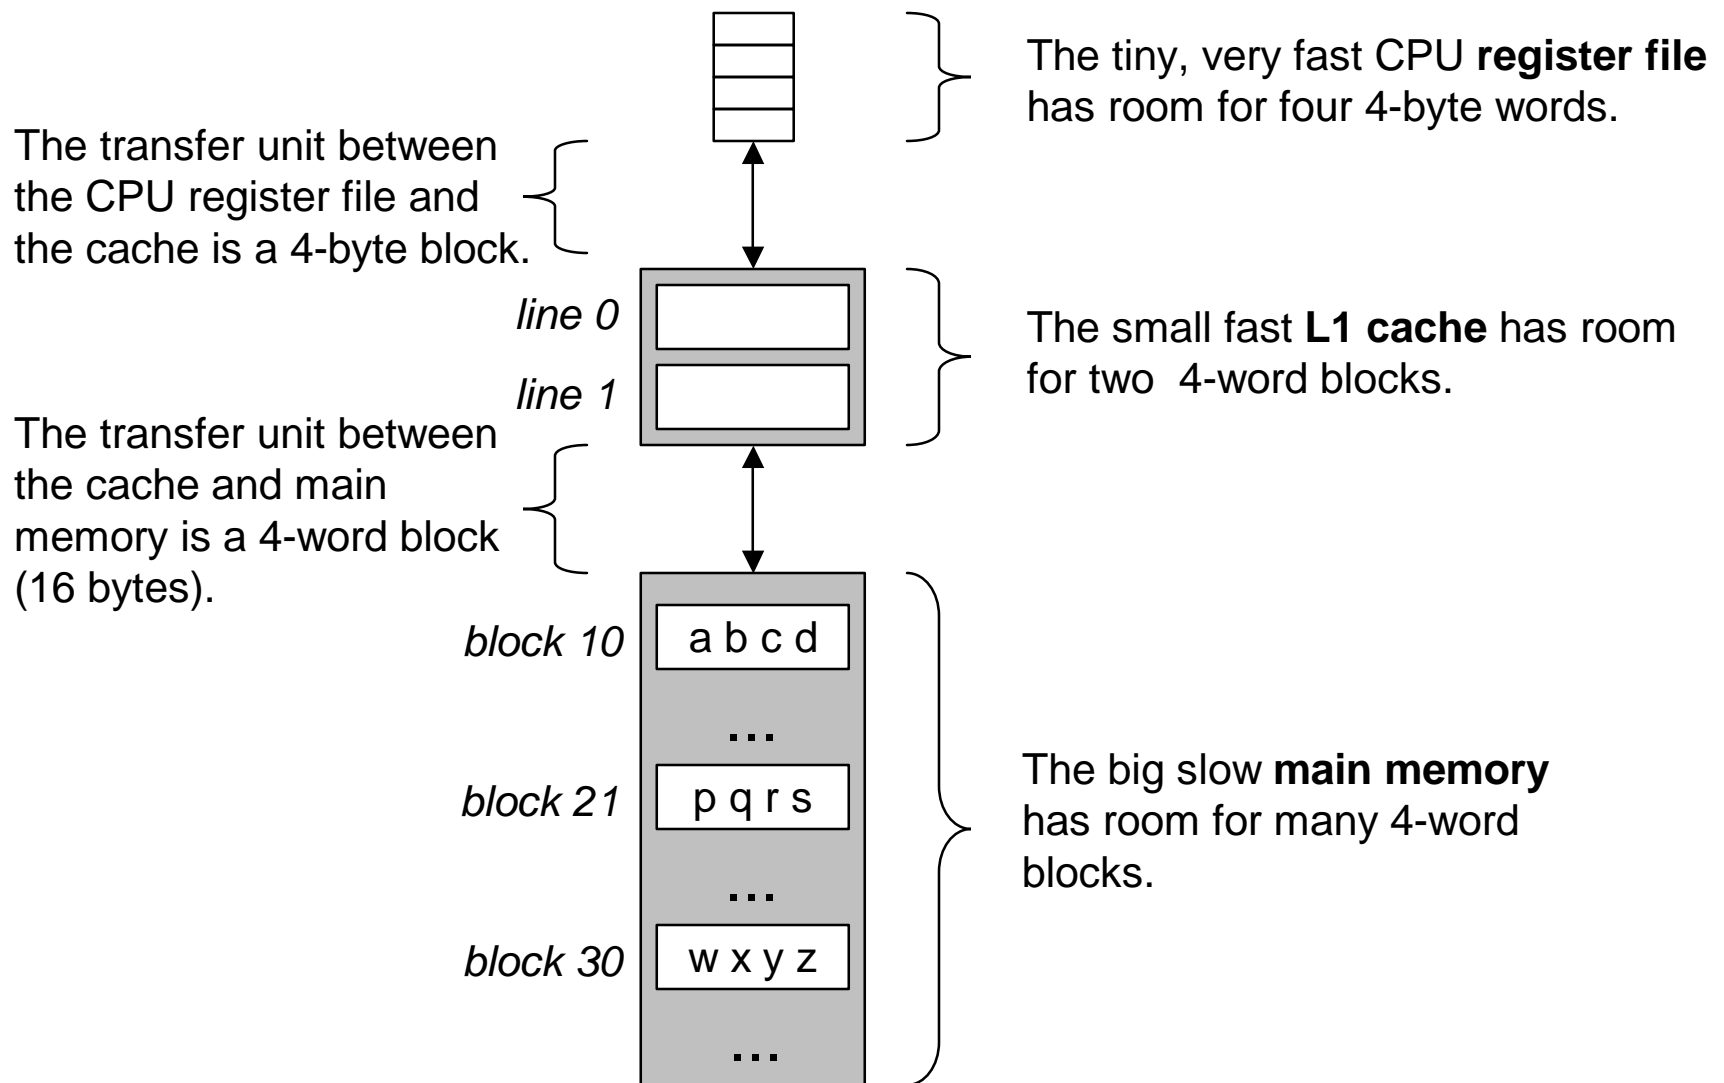 The tiny, very fast CPU register file
has room for four 4-byte words.
The transfer unit between
the CPU register file and
the cache is a 4-byte block.
line 0
line 1
The small fast L1 cache has room
for two  4-word blocks.
The transfer unit between
the cache and main
memory is a 4-word block
(16 bytes).
block 10
a b c d
...
block 21
p q r s
...
block 30
w x y z
...
The big slow main memory
has room for many 4-word
blocks.